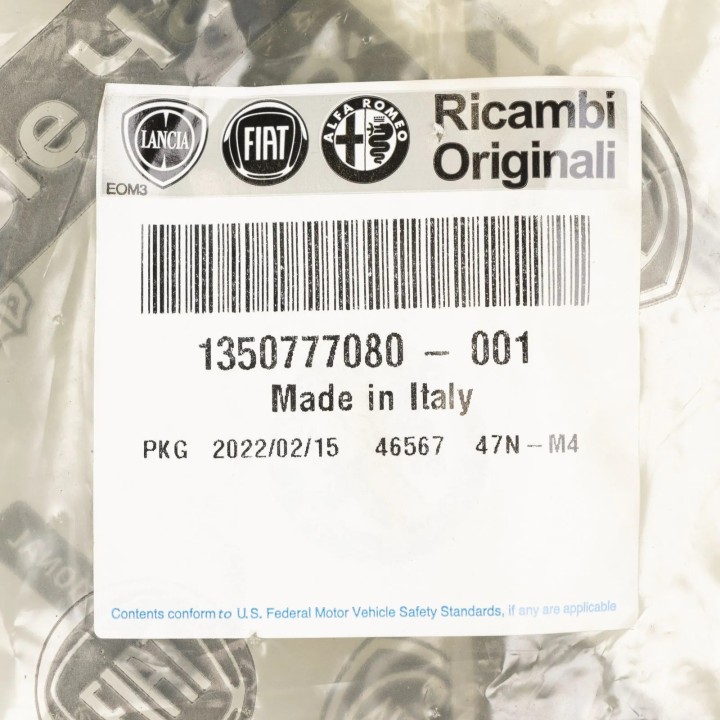 LANCIA
FIAT
ALFA ROMEO
Ricambi
Originali
EOM3
1350777080 - 001
Made in Italy
PKG 2022/02/15 46567 47N-M4
Contents conform to U.S. Federal Motor Vehicle Safety Standards, if any are applicable
FIAT